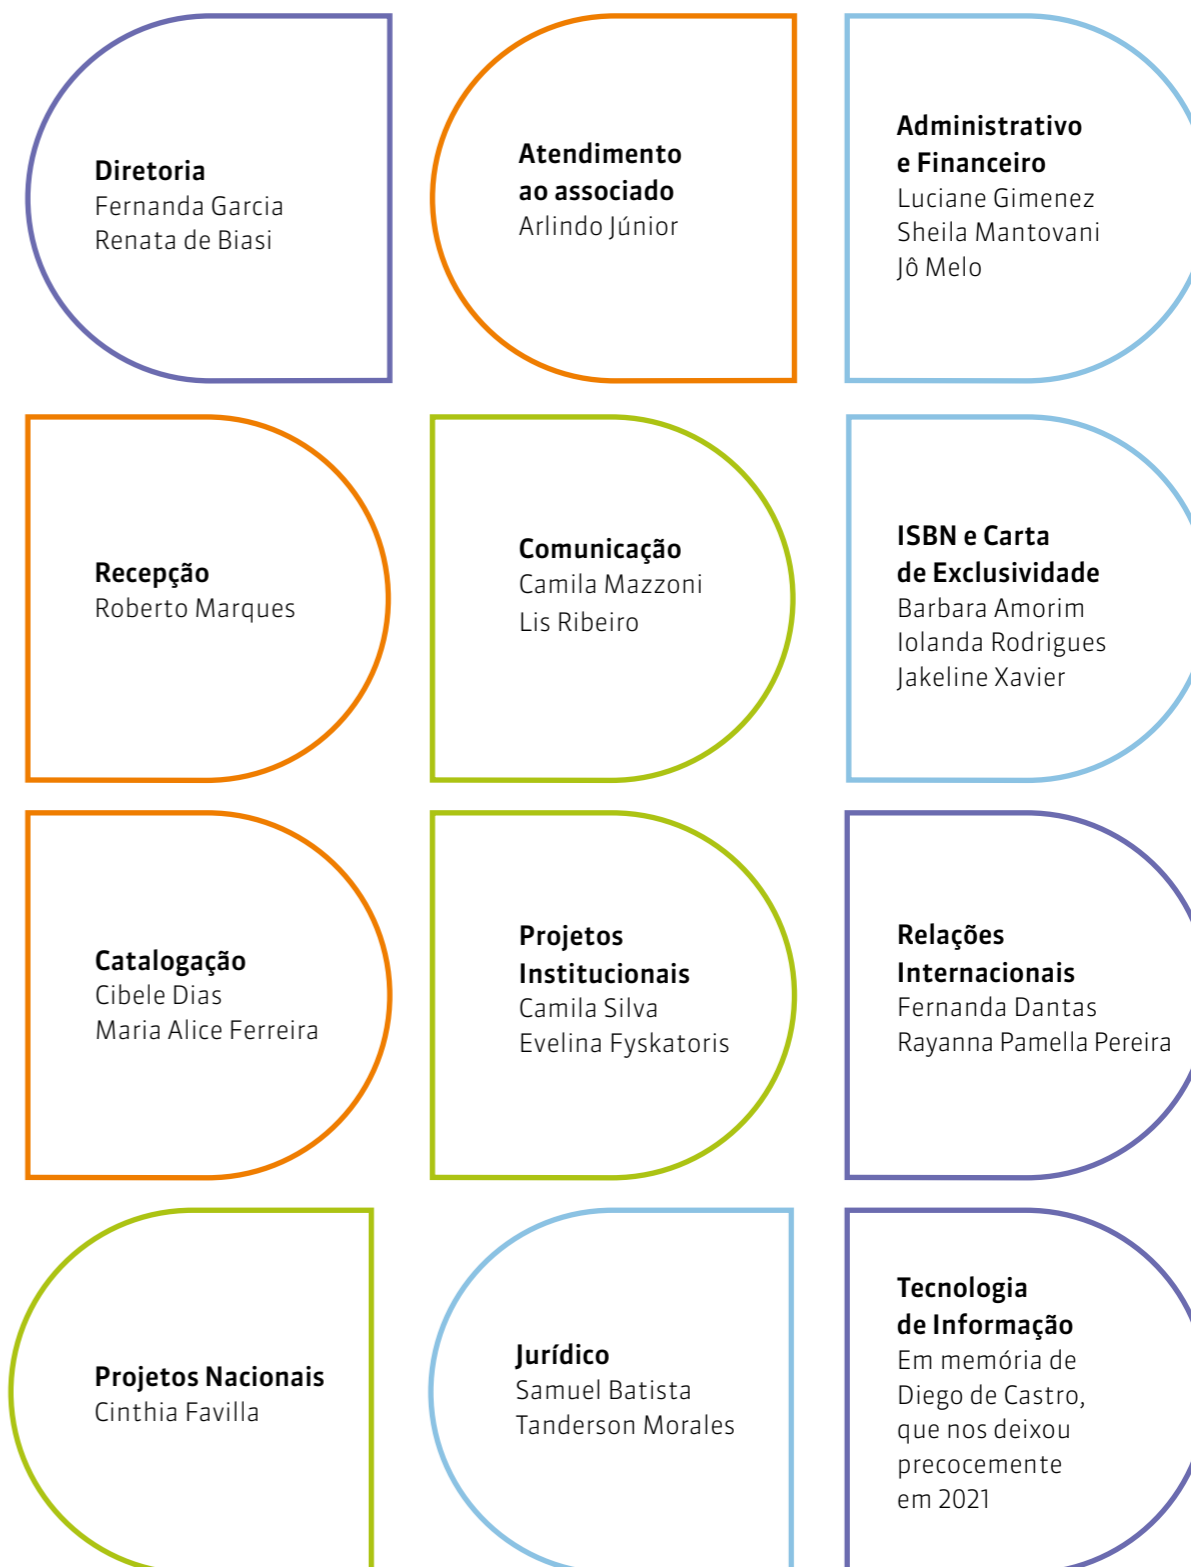 Diretoria
Fernanda Garcia
Renata de Biasi
Atendimento
ao associado
Arlindo Júnior
Administrativo
e Financeiro
Luciane Gimenez
Sheila Mantovani
Jô Melo
Recepção
Roberto Marques
Comunicação
Camila Mazzoni
Lis Ribeiro
ISBN e Carta
de Exclusividade
Barbara Amorim
Iolanda Rodrigues
Jakeline Xavier
Catalogação
Cibele Dias
Maria Alice Ferreira
Projetos
Institucionais
Camila Silva
Evelina Fyskatoris
Relações
Internacionais
Fernanda Dantas
Rayanna Pamella Pereira
Projetos Nacionais
Cinthia Favilla
Jurídico
Samuel Batista
Tanderson Morales
Tecnologia
de Informação
Em memória de
Diego de Castro,
que nos deixou
precocemente
em 2021